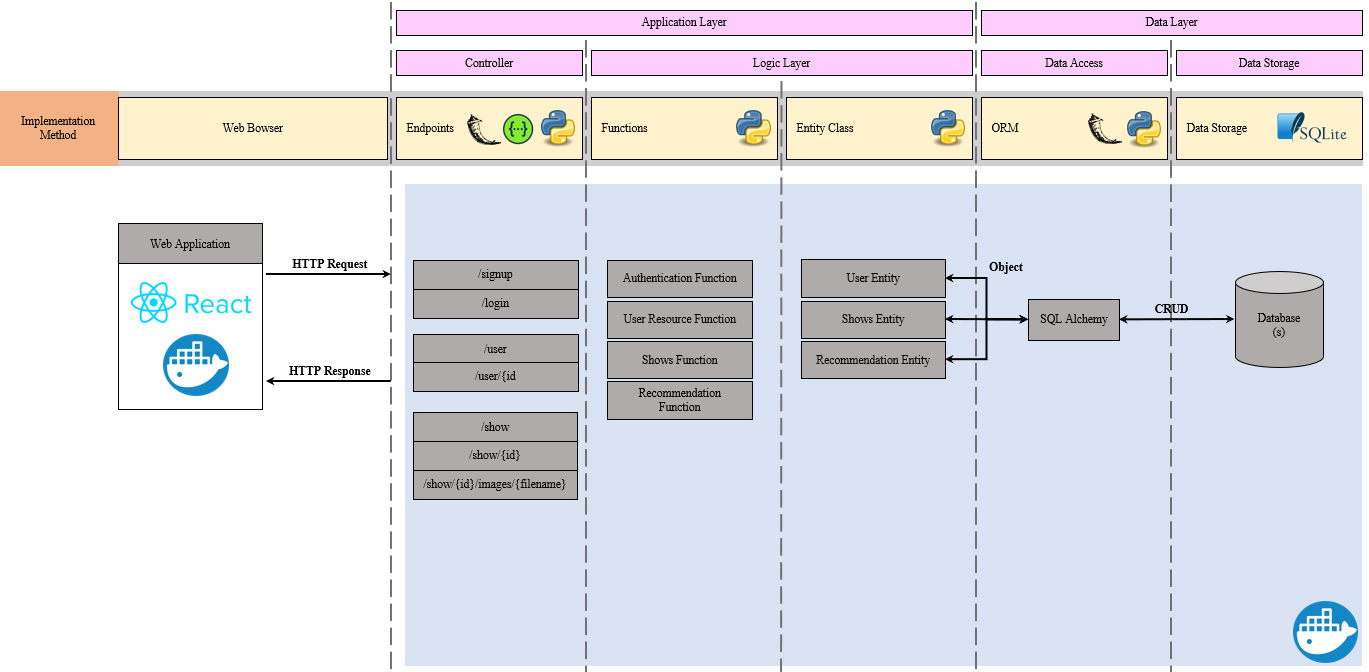 Application Layer
Data Layer
Controller
Logic Layer
Data Access
Data Storage
Implementation
Method
Web Bowser
Endpoints
{···}
Functions
Entity Class
ORM
Data Storage
SQLite
Web Application
React
HTTP Request
HTTP Response
/signup
/login
/user
/user/{id
/show
/show/{id}
/show/{id}/images/{filename}
Authentication Function
User Resource Function
Shows Function
Recommendation
Function
User Entity
Shows Entity
Recommendation Entity
Object
SQL Alchemy
CRUD
Database
(s)